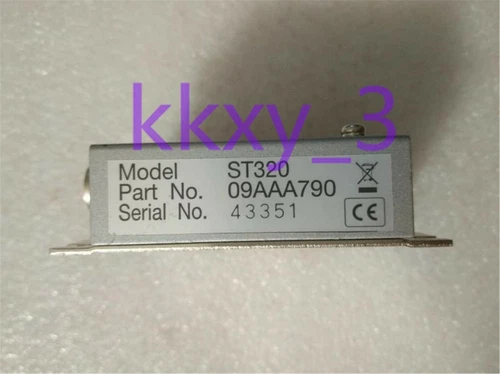 kkxy_3
Model ST320
Part No. 09AAA790
Serial No. 43351
CE